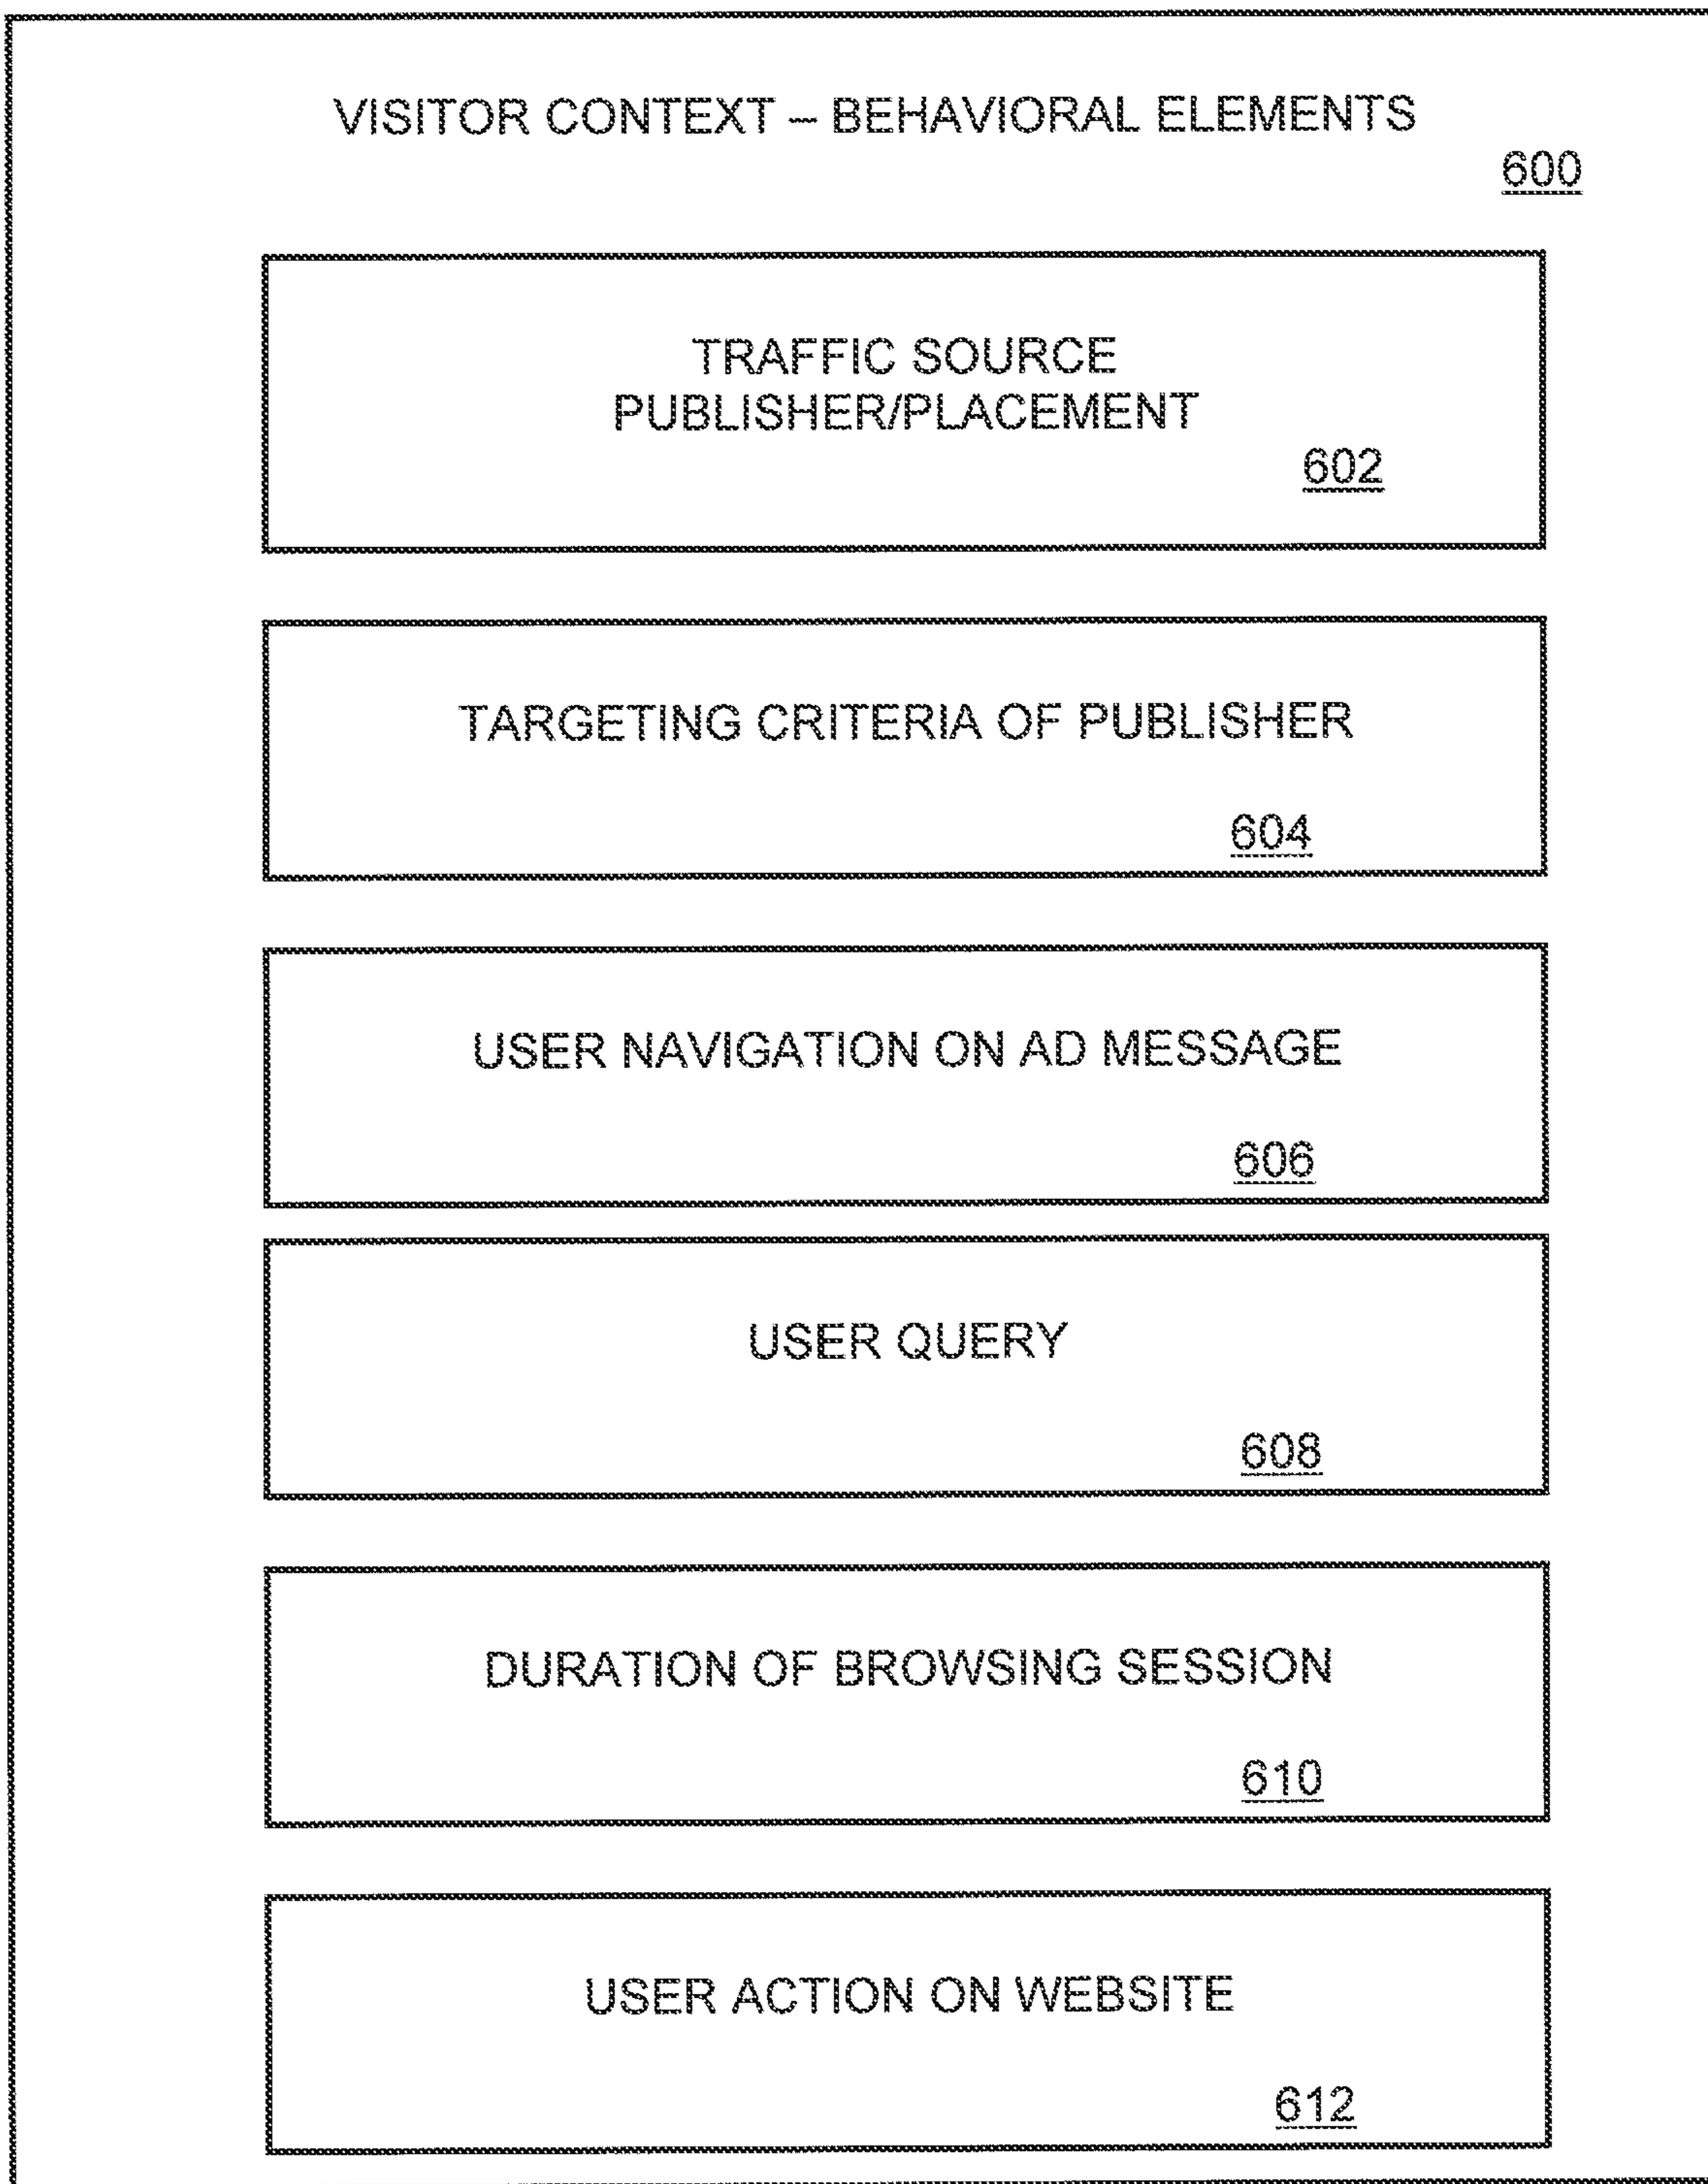 VISITOR CONTEXT – BEHAVIORAL ELEMENTS
600
TRAFFIC SOURCE
PUBLISHER/PLACEMENT
602
TARGETING CRITERIA OF PUBLISHER
604
USER NAVIGATION ON AD MESSAGE
606
USER QUERY
608
DURATION OF BROWSING SESSION
610
USER ACTION ON WEBSITE
612